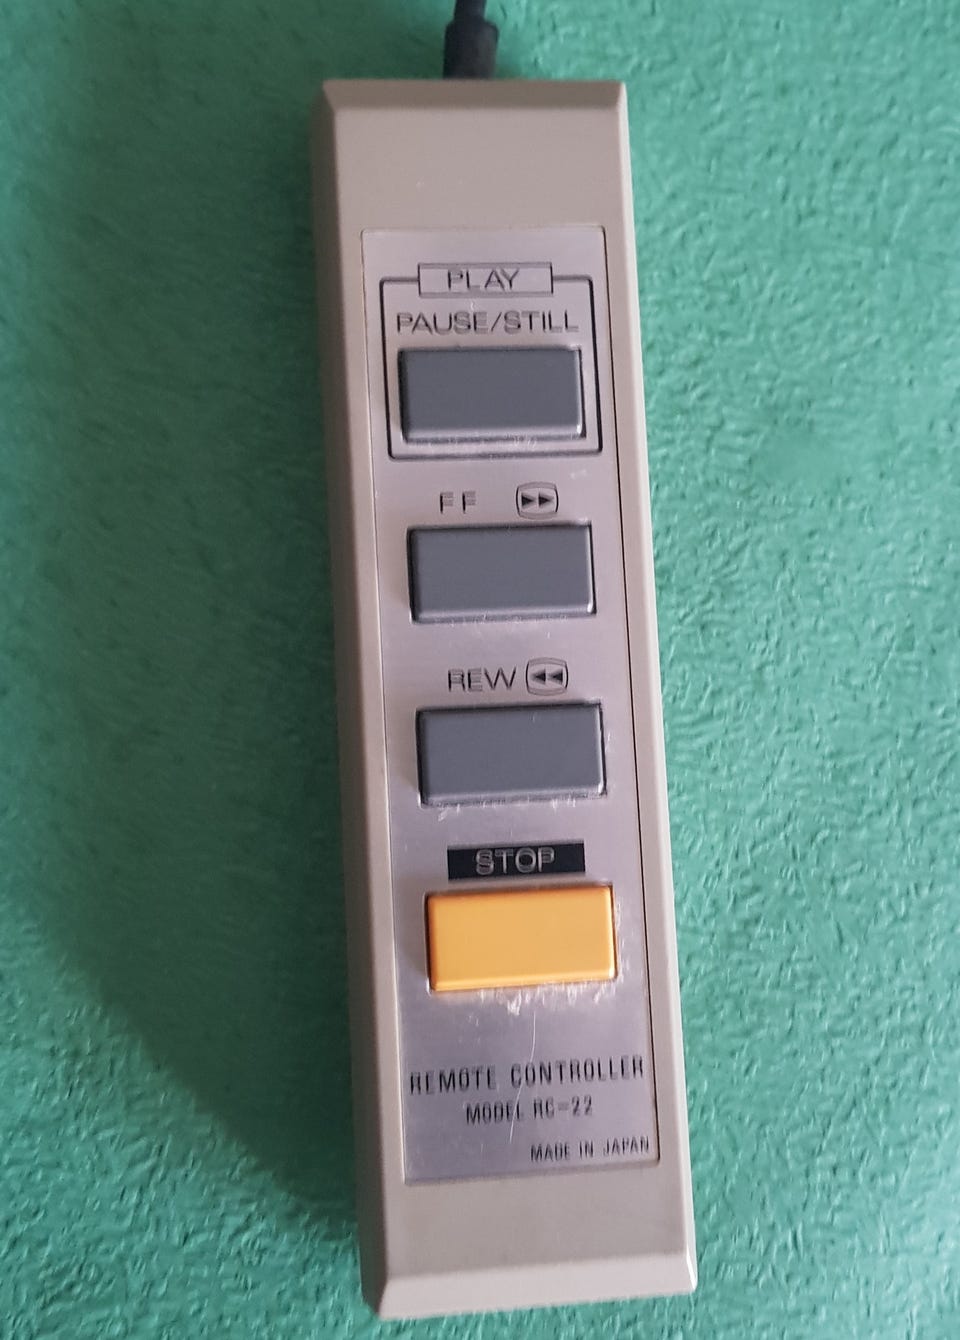 PLAY
PAUSE/STILL
FF
REW
STOP
REMOTE CONTROLLER
MODEL RC-22
MADE IN JAPAN